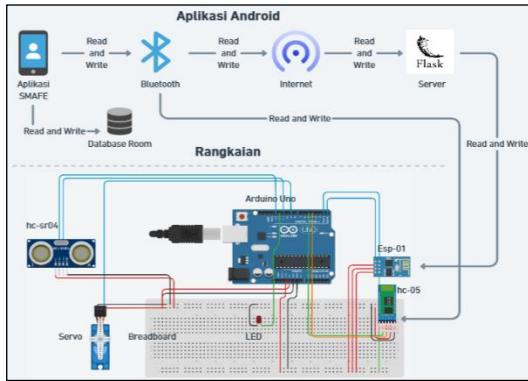 Aplikasi Android
Read
and
Write
Read
and
Write
Read
and
Write
Aplikasi
SMAFE
Bluetooth
Internet
Flask
Server
Read and Write
Database Room
Read and Write
Read and Write
Rangkaian
Arduino Uno
hc-sr04
Esp-01
hc-05
Servo
Breadboard
LED